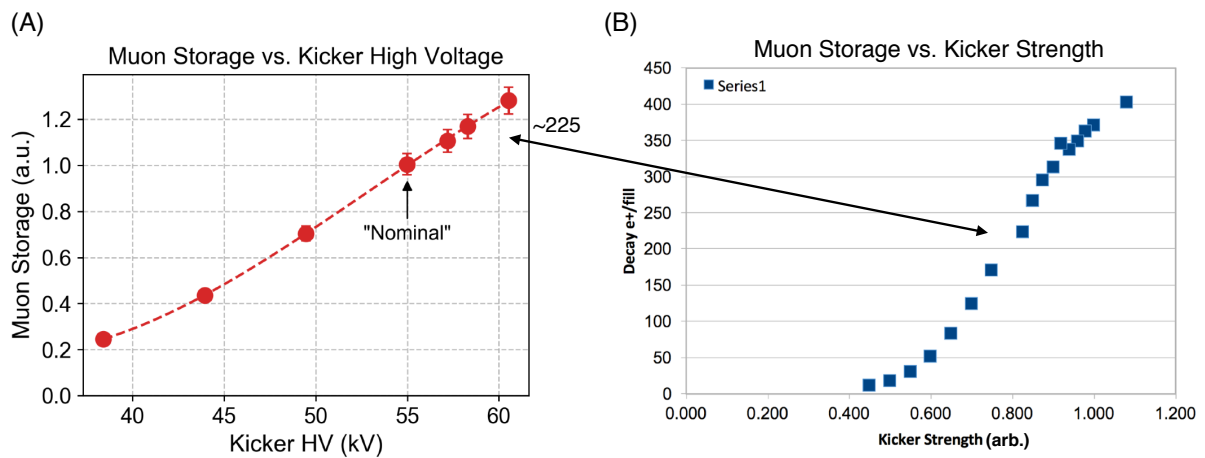 (A)
Muon Storage vs. Kicker High Voltage
Muon Storage (a.u.)
1.2
1.0
0.8
0.6
0.4
0.2
0.0
"Nominal"
~225
40 45 50 55 60
Kicker HV (kV)
(B)
Muon Storage vs. Kicker Strength
Decay e+/fill
450
400
350
300
250
200
150
100
50
0
Series1
0.000 0.200 0.400 0.600 0.800 1.000 1.200
Kicker Strength (arb.)